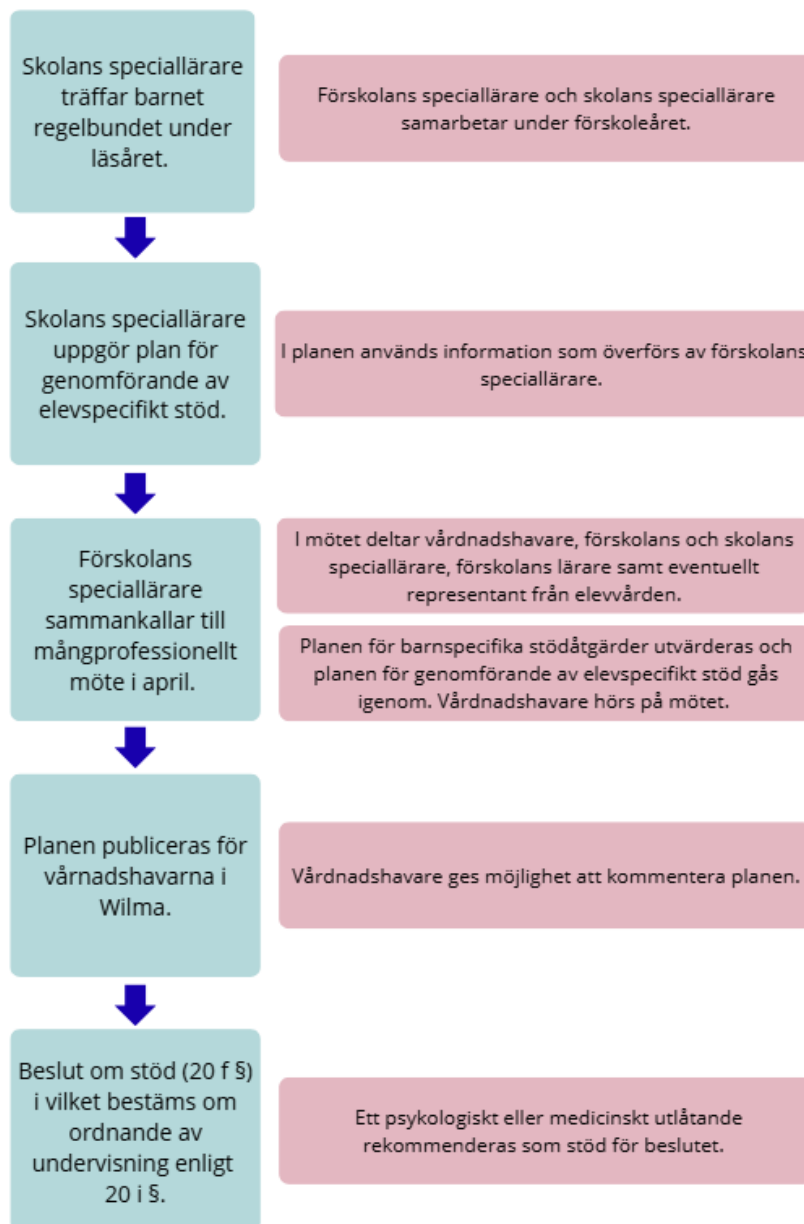 Skolans speciallärare
träffar barnet
regelbundet under
läsåret.
Förskolans speciallärare och skolans speciallärare
samarbetar under förskoleåret.
Skolans speciallärare
uppgör plan för
genomförande av
elevspecifikt stöd.
I planen används information som överförs av förskolans
speciallärare.
Förskolans
speciallärare
sammankallar till
mångprofessionellt
möte i april.
I mötet deltar vårdnadshavare, förskolans och skolans
speciallärare, förskolans lärare samt eventuellt
representant från elevvården.
Planen för barnspecifika stödåtgärder utvärderas och
planen för genomförande av elevspecifikt stöd gås
igenom. Vårdnadshavare hörs på mötet.
Planen publiceras för
vårnadshavarna i
Wilma.
Vårdnadshavare ges möjlighet att kommentera planen.
Beslut om stöd (20 f §)
i vilket bestäms om
ordnande av
undervisning enligt
20 i §.
Ett psykologiskt eller medicinskt utlåtande
rekommenderas som stöd för beslutet.